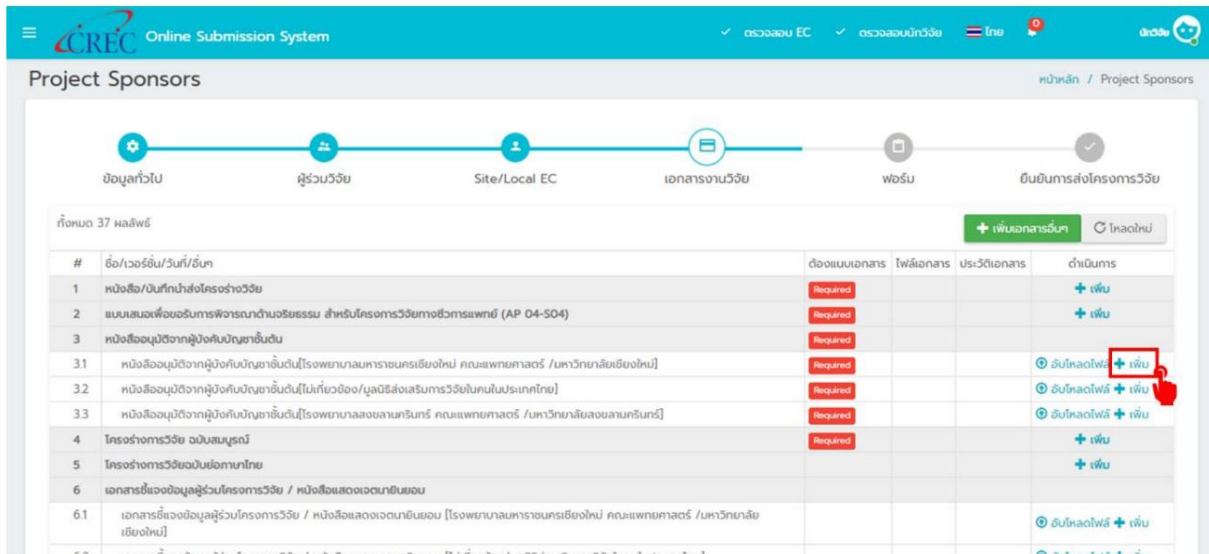 CREC Online Submission System ตรวจสอบ EC ตรวจสอบนักวิจัย ไทย 0 นักวิจัย
Project Sponsors หน้าหลัก / Project Sponsors
ข้อมูลทั่วไป ผู้ร่วมวิจัย Site/Local EC เอกสารงานวิจัย ฟอร์ม ยืนยันการส่งโครงการวิจัย
ทั้งหมด 37 ผลลัพธ์ เพิ่มเอกสารอื่นๆ โหลดใหม่
# ชื่อ/เวอร์ชั่น/วันที่/อื่นๆ ต้องแนบเอกสาร ไฟล์เอกสาร ประวัติเอกสาร ดำเนินการ
1 หนังสือ/บันทึกนำส่งโครงร่างวิจัย Required เพิ่ม
2 แบบเสนอเพื่อขอรับการพิจารณาด้านจริยธรรม สำหรับโครงการวิจัยทางชีวการแพทย์ (AP 04-S04) Required เพิ่ม
3 หนังสืออนุมัติจากผู้บังคับบัญชาชั้นต้น Required
3.1 หนังสืออนุมัติจากผู้บังคับบัญชาชั้นต้น[โรงพยาบาลมหาราชนครเชียงใหม่ คณะแพทยศาสตร์ /มหาวิทยาลัยเชียงใหม่] Required อัปโหลดไฟล์ เพิ่ม
3.2 หนังสืออนุมัติจากผู้บังคับบัญชาชั้นต้น[ไม่เกี่ยวข้อง/มูลนิธิส่งเสริมการวิจัยในคนในประเทศไทย] Required อัปโหลดไฟล์ เพิ่ม
3.3 หนังสืออนุมัติจากผู้บังคับบัญชาชั้นต้น[โรงพยาบาลสงขลานครินทร์ คณะแพทยศาสตร์ /มหาวิทยาลัยสงขลานครินทร์] Required อัปโหลดไฟล์ เพิ่ม
4 โครงร่างการวิจัย ฉบับสมบูรณ์ Required เพิ่ม
5 โครงร่างการวิจัยฉบับย่อภาษาไทย เพิ่ม
6 เอกสารชี้แจงข้อมูลผู้ร่วมโครงการวิจัย / หนังสือแสดงเจตนายินยอม
6.1 เอกสารชี้แจงข้อมูลผู้ร่วมโครงการวิจัย / หนังสือแสดงเจตนายินยอม [โรงพยาบาลมหาราชนครเชียงใหม่ คณะแพทยศาสตร์ /มหาวิทยาลัย
เชียงใหม่] อัปโหลดไฟล์ เพิ่ม